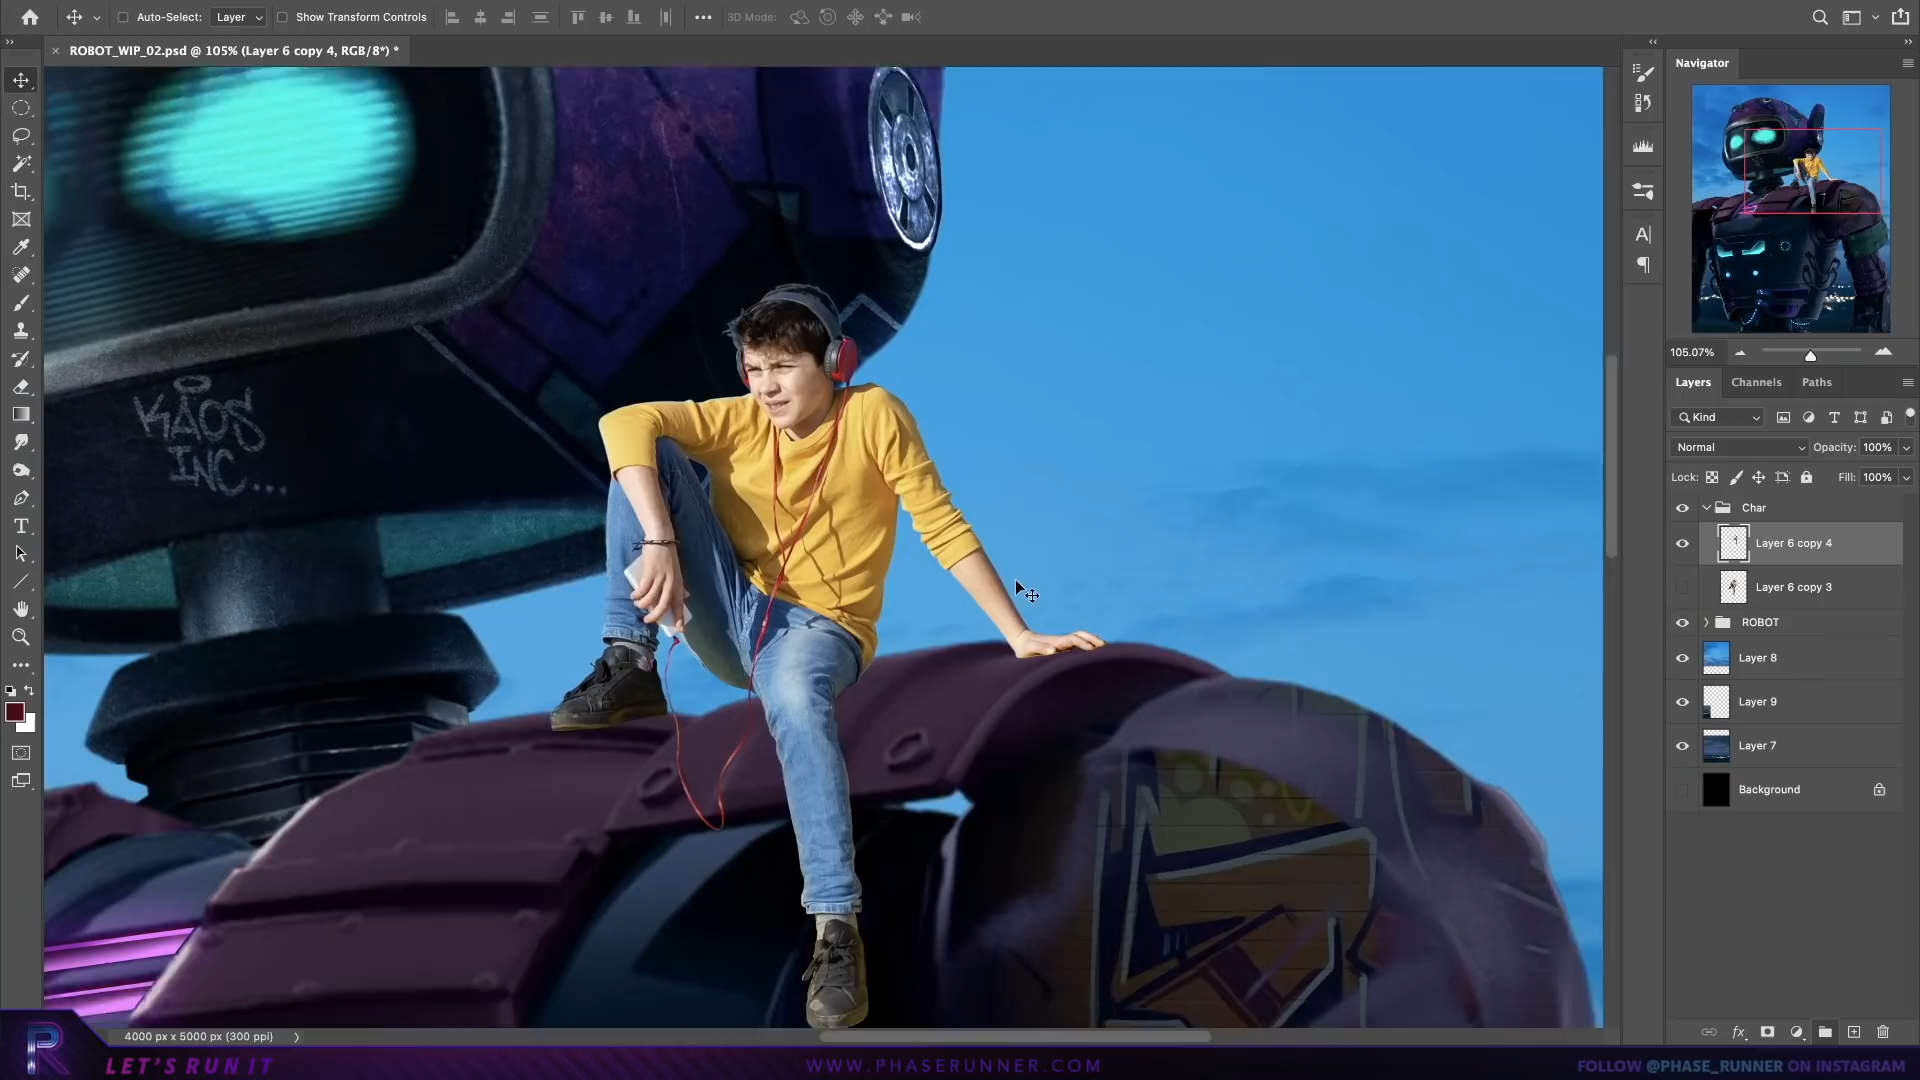 Auto-Select:
Layer
Show Transform Controls
3D Mode:
ROBOT_WIP_02.psd @ 105% (Layer 6 copy 4, RGB/8*) *
Navigator
105.07%
Layers
Channels
Paths
Kind
Normal
Opacity:
100%
Lock:
Fill:
100%
Char
Layer 6 copy 4
Layer 6 copy 3
ROBOT
Layer 8
Layer 9
Layer 7
Background
KAOS
INC...
4000 px x 5000 px (300 ppi)
R
LET'S RUN IT
WWW.PHASERUNNER.COM
FOLLOW @PHASE_RUNNER ON INSTAGRAM